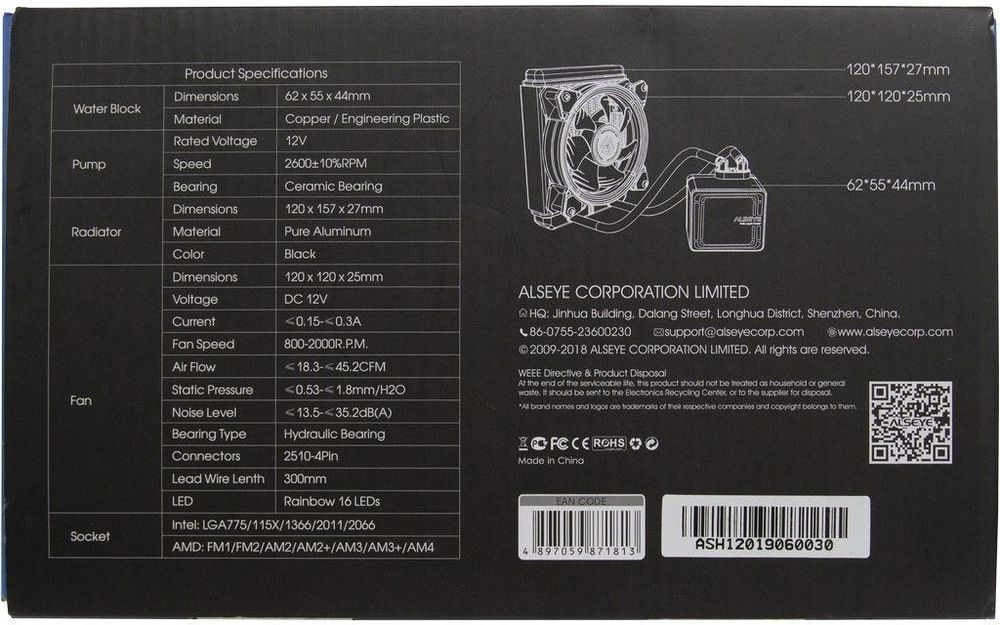 Product Specifications
Water Block
Dimensions 62 x 55 x 44mm
Material Copper / Engineering Plastic
Pump
Rated Voltage 12V
Speed 2600±10%RPM
Bearing Ceramic Bearing
Radiator
Dimensions 120 x 157 x 27mm
Material Pure Aluminum
Color Black
Fan
Dimensions 120 x 120 x 25mm
Voltage DC 12V
Current ⩽0.15-⩽0.3A
Fan Speed 800-2000R.P.M.
Air Flow ⩽18.3-⩽45.2CFM
Static Pressure ⩽0.53-⩽1.8mm/H2O
Noise Level ⩽13.5-⩽35.2dB(A)
Bearing Type Hydraulic Bearing
Connectors 2510-4Pin
Lead Wire Lenth 300mm
LED Rainbow 16 LEDs
Socket
Intel: LGA775/115X/1366/2011/2066
AMD: FM1/FM2/AM2/AM2+/AM3/AM3+/AM4
120*157*27mm
120*120*25mm
62*55*44mm
ALSEYE
ALSEYE CORPORATION LIMITED
HQ: Jinhua Building, Dalang Street, Longhua District, Shenzhen, China.
86-0755-23600230 support@alseyecorp.com www.alseyecorp.com
©2009-2018 ALSEYE CORPORATION LIMITED. All rights are reserved.
WEEE Directive & Product Disposal
At the end of the serviceable life, this product should not be treated as household or general
waste. It should be sent to the Electronics Recycling Center, or to the supplier for disposal.
*All brand names and logos are trademarks of their respective companies and copyright belongs to them.
FC CE RoHS
Made in China
ALSEYE
EAN CODE
4 897059 871813
ASH12019060030